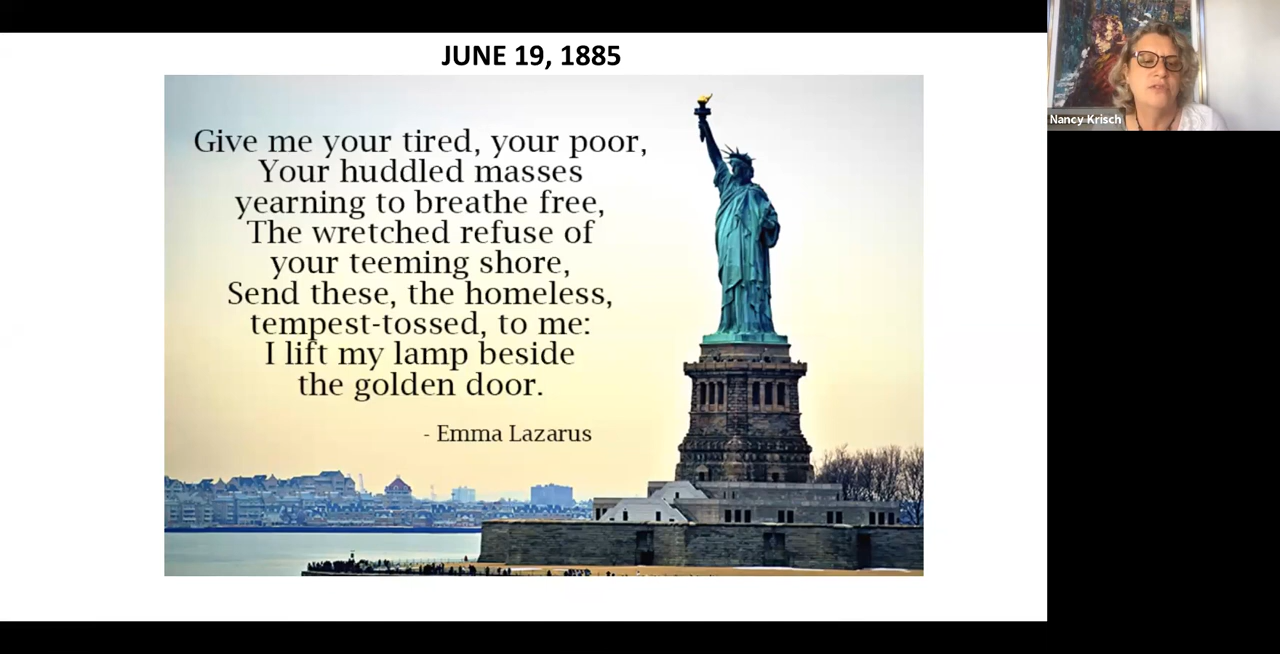 JUNE 19, 1885
Give me your tired, your poor,
Your huddled masses
yearning to breathe free,
The wretched refuse of
your teeming shore,
Send these, the homeless,
tempest-tossed, to me:
I lift my lamp beside
the golden door.
- Emma Lazarus
Nancy Krisch